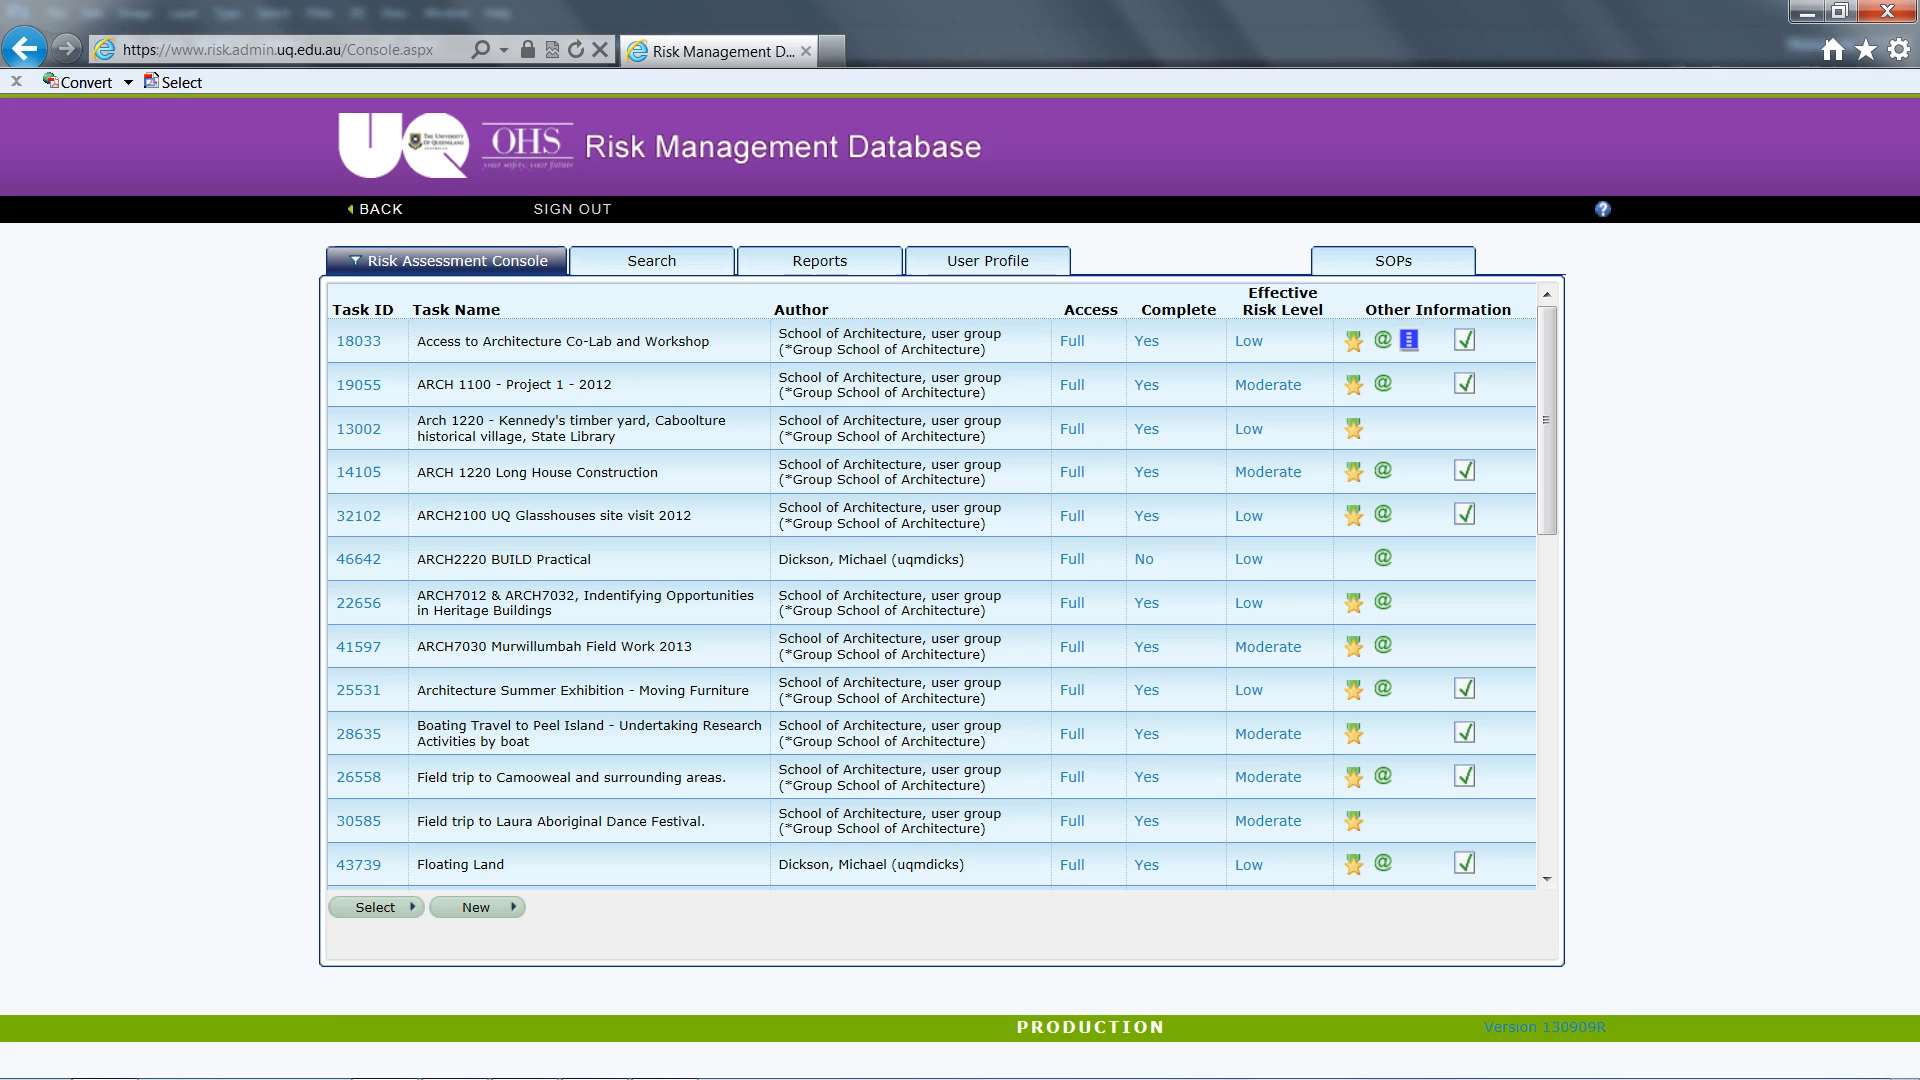 https://www.risk.admin.uq.edu.au/Console.aspx
Risk Management D...
Convert
Select
UQ
THE UNIVERSITY OF QUEENSLAND
OHS
your safety, your future
Risk Management Database
BACK
SIGN OUT
Risk Assessment Console
Search
Reports
User Profile
SOPs
Task ID Task Name Author Access Complete Effective Risk Level Other Information
18033 Access to Architecture Co-Lab and Workshop School of Architecture, user group (*Group School of Architecture) Full Yes Low
19055 ARCH 1100 - Project 1 - 2012 School of Architecture, user group (*Group School of Architecture) Full Yes Moderate
13002 Arch 1220 - Kennedy's timber yard, Caboolture historical village, State Library School of Architecture, user group (*Group School of Architecture) Full Yes Low
14105 ARCH 1220 Long House Construction School of Architecture, user group (*Group School of Architecture) Full Yes Moderate
32102 ARCH2100 UQ Glasshouses site visit 2012 School of Architecture, user group (*Group School of Architecture) Full Yes Low
46642 ARCH2220 BUILD Practical Dickson, Michael (uqmdicks) Full No Low
22656 ARCH7012 & ARCH7032, Indentifying Opportunities in Heritage Buildings School of Architecture, user group (*Group School of Architecture) Full Yes Low
41597 ARCH7030 Murwillumbah Field Work 2013 School of Architecture, user group (*Group School of Architecture) Full Yes Moderate
25531 Architecture Summer Exhibition - Moving Furniture School of Architecture, user group (*Group School of Architecture) Full Yes Low
28635 Boating Travel to Peel Island - Undertaking Research Activities by boat School of Architecture, user group (*Group School of Architecture) Full Yes Moderate
26558 Field trip to Camooweal and surrounding areas. School of Architecture, user group (*Group School of Architecture) Full Yes Moderate
30585 Field trip to Laura Aboriginal Dance Festival. School of Architecture, user group (*Group School of Architecture) Full Yes Moderate
43739 Floating Land Dickson, Michael (uqmdicks) Full Yes Low
Select
New
PRODUCTION
Version 130909R